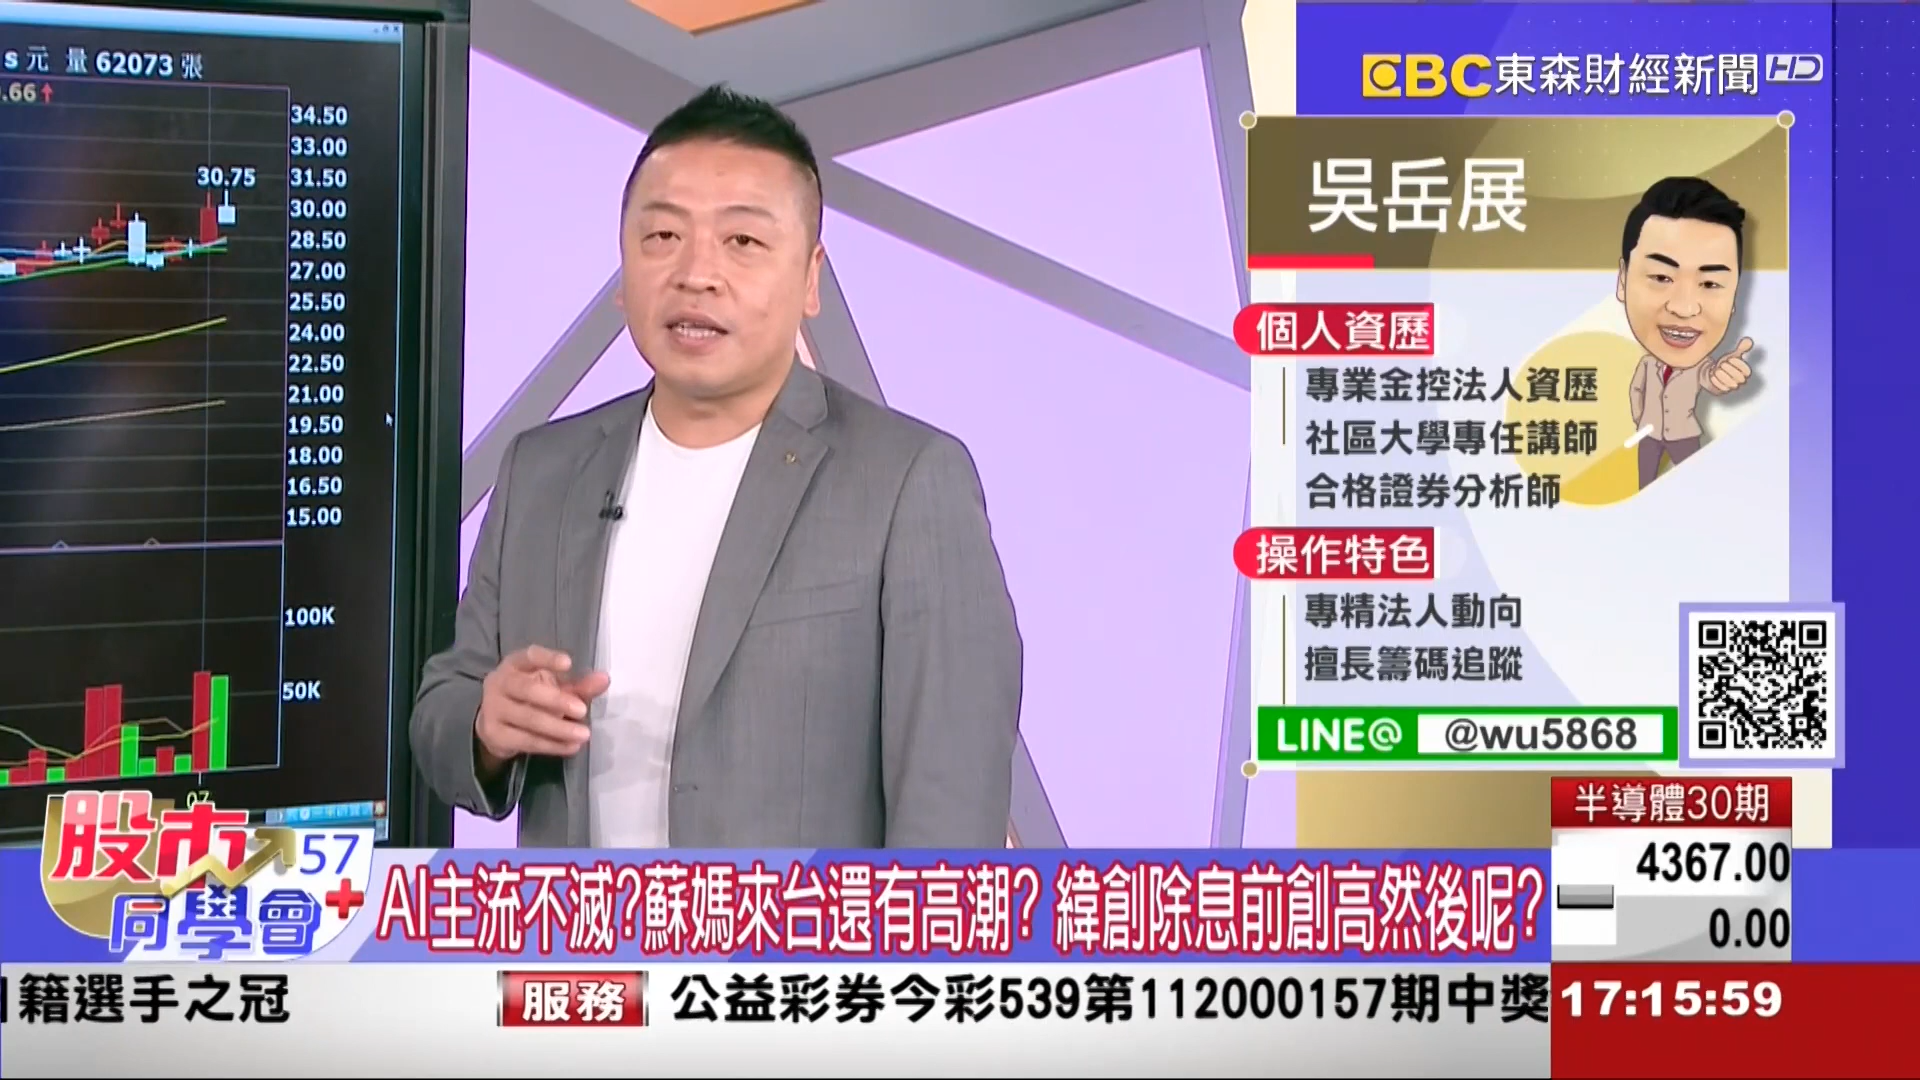 s元 量 62073 張
.66↑
34.50
33.00
30.75
31.50
30.00
28.50
27.00
25.50
24.00
22.50
21.00
19.50
18.00
16.50
15.00
100K
50K
07
EBC東森財經新聞HD
吳岳展
個人資歷
專業金控法人資歷
社區大學專任講師
合格證券分析師
操作特色
專精法人動向
擅長籌碼追蹤
LINE@ @wu5868
半導體30期
4367.00
0.00
股市
同學會
57
+
AI主流不滅?蘇媽來台還有高潮? 緯創除息前創高然後呢?
籍選手之冠
服務
公益彩券今彩539第112000157期中獎
17:15:59